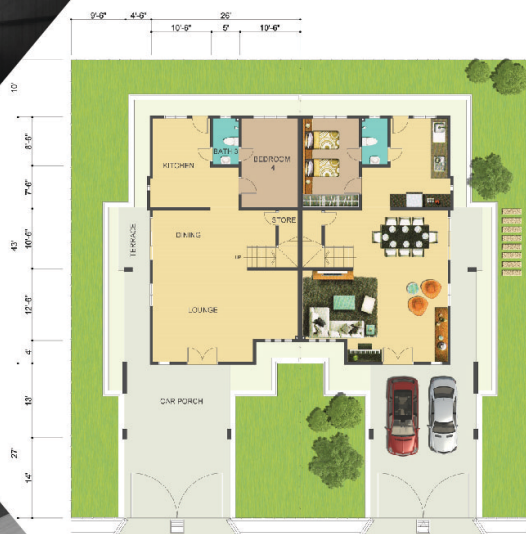 9'-6" 4'-6" 26'
10'-6" 5' 10'-6"
10'
8'-6"
7'-6"
43'
10'-6"
12'-6"
4'
13'
27'
14'
KITCHEN
BATH 3
BEDROOM
4
STORE
DINING
UP
TERRACE
LOUNGE
CAR PORCH